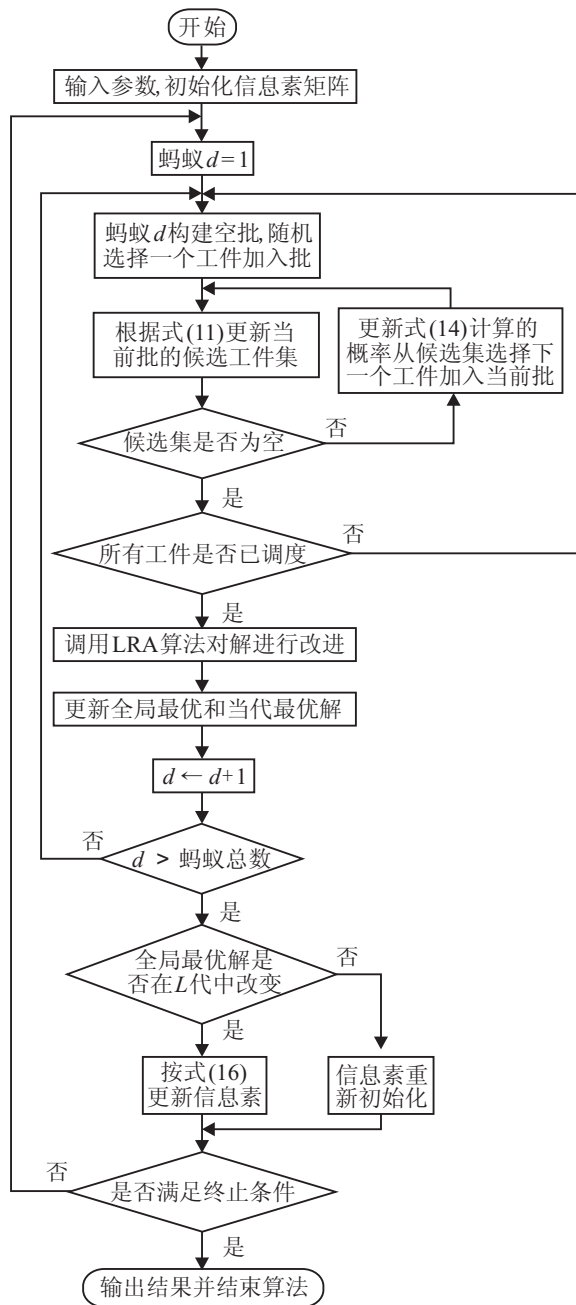 开始
输入参数,初始化信息素矩阵
蚂蚁d=1
蚂蚁d构建空批,随机
选择一个工件加入批
根据式(11)更新当
前批的候选工件集
更新式(14)计算的
概率从候选集选择下
一个工件加入当前批
候选集是否为空
否
是
所有工件是否已调度
否
是
调用LRA算法对解进行改进
更新全局最优和当代最优解
d ← d+1
否
d > 蚂蚁总数
是
全局最优解是
否在L代中改变
否
是
按式(16)
更新信息素
信息素重
新初始化
否
是否满足终止条件
是
输出结果并结束算法